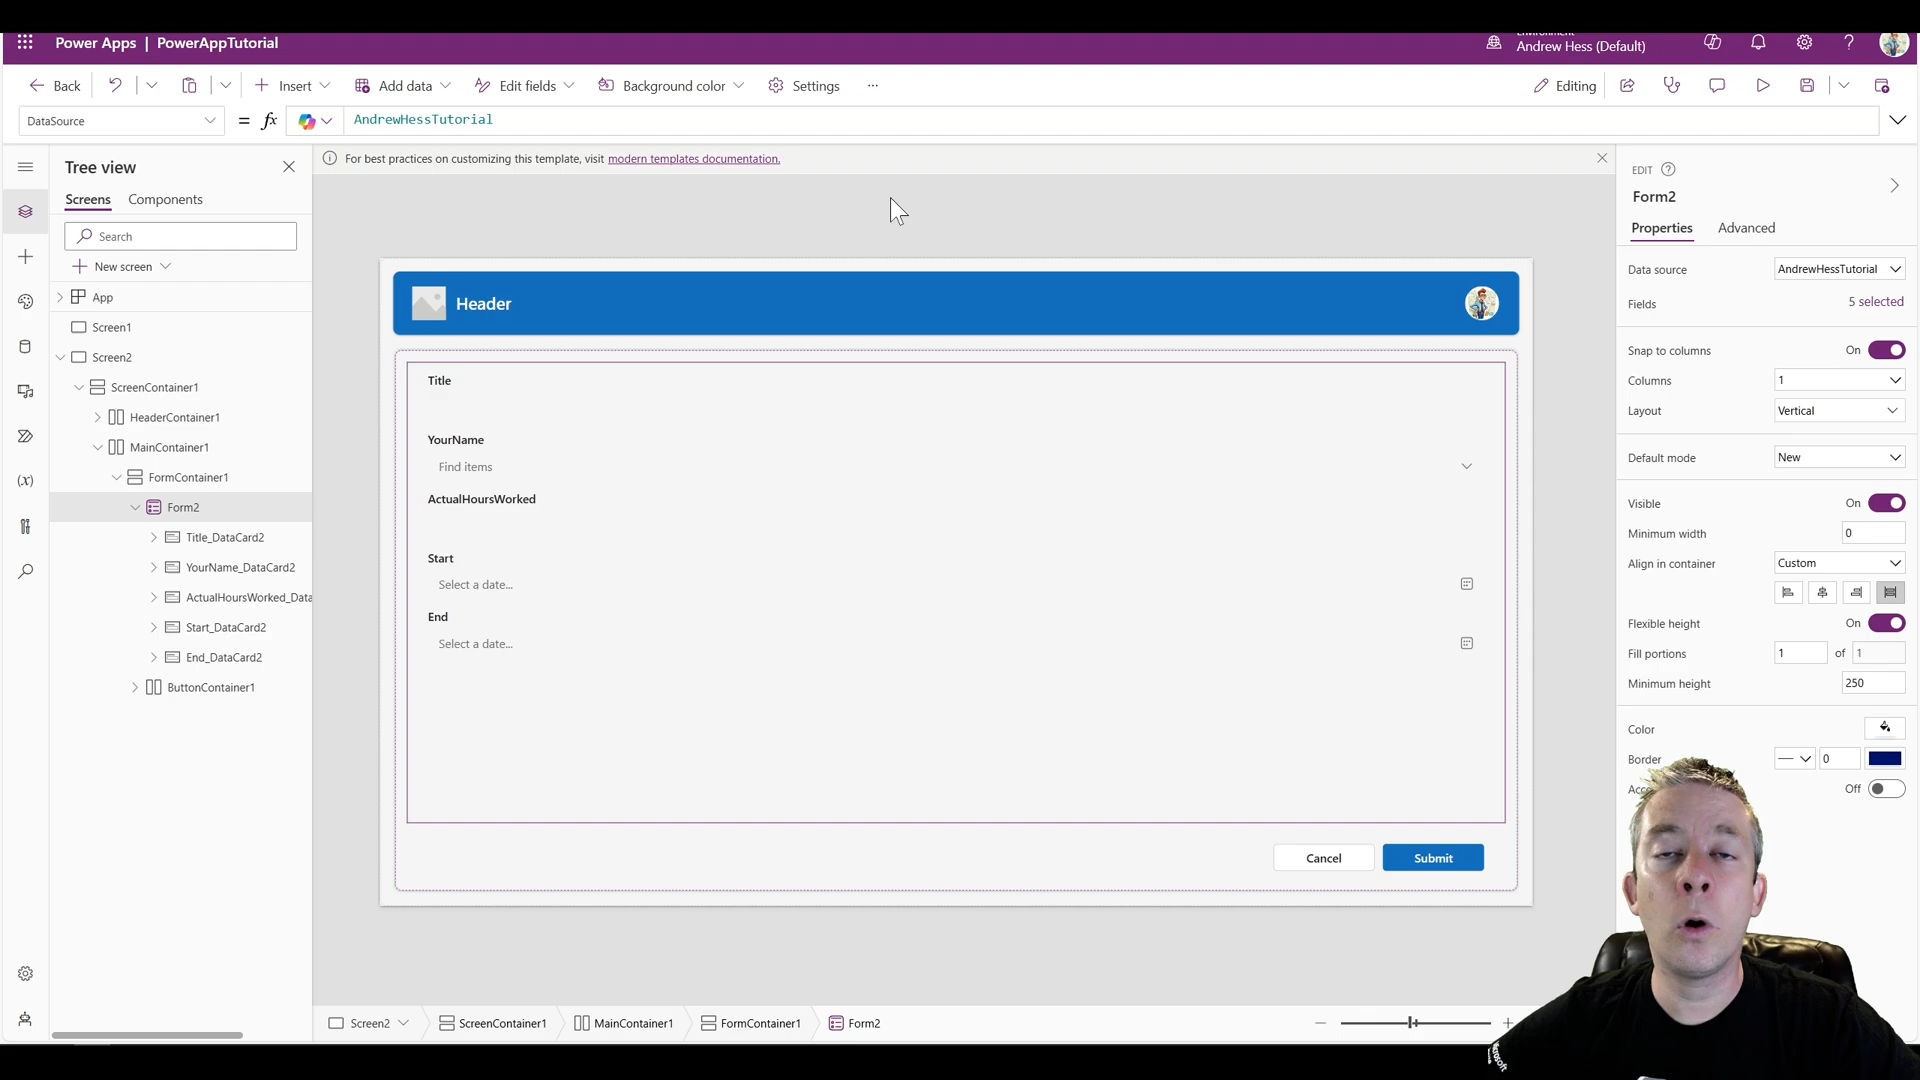 Power Apps | PowerAppTutorial
Andrew Hess (Default)
Back
Insert
Add data
Edit fields
Background color
Settings
...
Editing
DataSource
= fx
AndrewHessTutorial
Tree view
Screens
Components
Search
New screen
App
Screen1
Screen2
ScreenContainer1
HeaderContainer1
MainContainer1
FormContainer1
Form2
Title_DataCard2
YourName_DataCard2
ActualHoursWorked_Data
Start_DataCard2
End_DataCard2
ButtonContainer1
For best practices on customizing this template, visit modern templates documentation.
Header
Title
YourName
Find items
ActualHoursWorked
Start
Select a date...
End
Select a date...
Cancel
Submit
Screen2
ScreenContainer1
MainContainer1
FormContainer1
Form2
EDIT
Form2
Properties
Advanced
Data source
AndrewHessTutorial
Fields
5 selected
Snap to columns
On
Columns
1
Layout
Vertical
Default mode
New
Visible
On
Minimum width
0
Align in container
Custom
Flexible height
On
Fill portions
1 of 1
Minimum height
250
Color
Border
0
Off
Microsoft